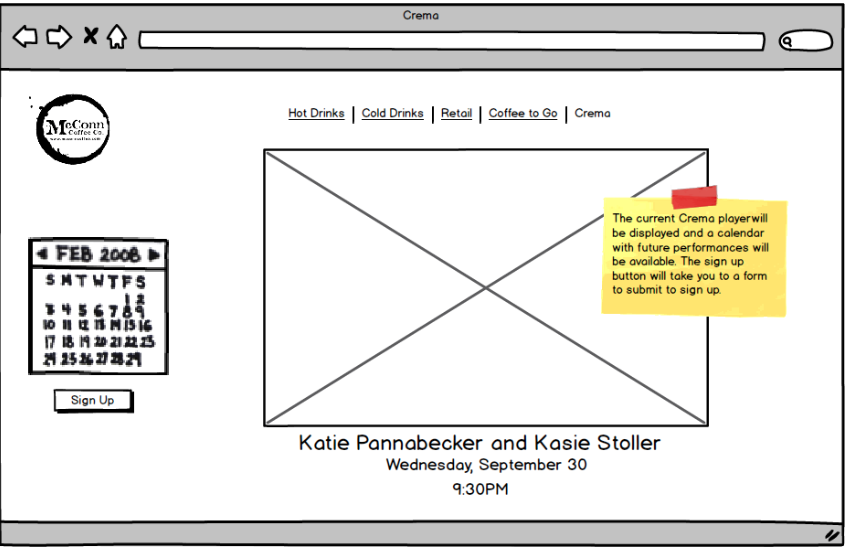 Crema
McConn
Coffee Co.
Hot Drinks Cold Drinks Retail Coffee to Go Crema
The current Crema player will
be displayed and a calendar
with future performances will
be available. The sign up
button will take you to a form
to submit to sign up.
FEB 2008
S M T W T F S
1 2
3 4 5 6 7 8 9
10 11 12 13 14 15 16
17 18 19 20 21 22 23
24 25 26 27 28 29
Sign Up
Katie Pannabecker and Kasie Stoller
Wednesday, September 30
9:30PM